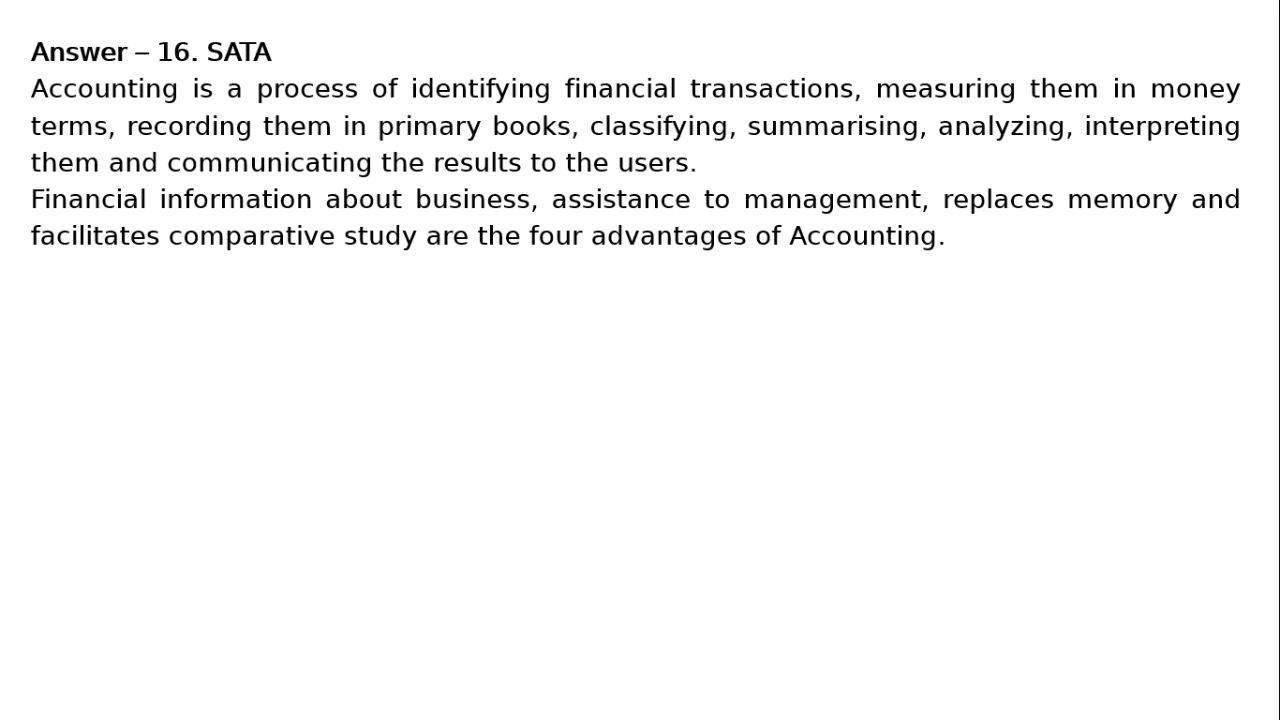 Answer – 16. SATA
Accounting is a process of identifying financial transactions, measuring them in money
terms, recording them in primary books, classifying, summarising, analyzing, interpreting
them and communicating the results to the users.
Financial information about business, assistance to management, replaces memory and
facilitates comparative study are the four advantages of Accounting.